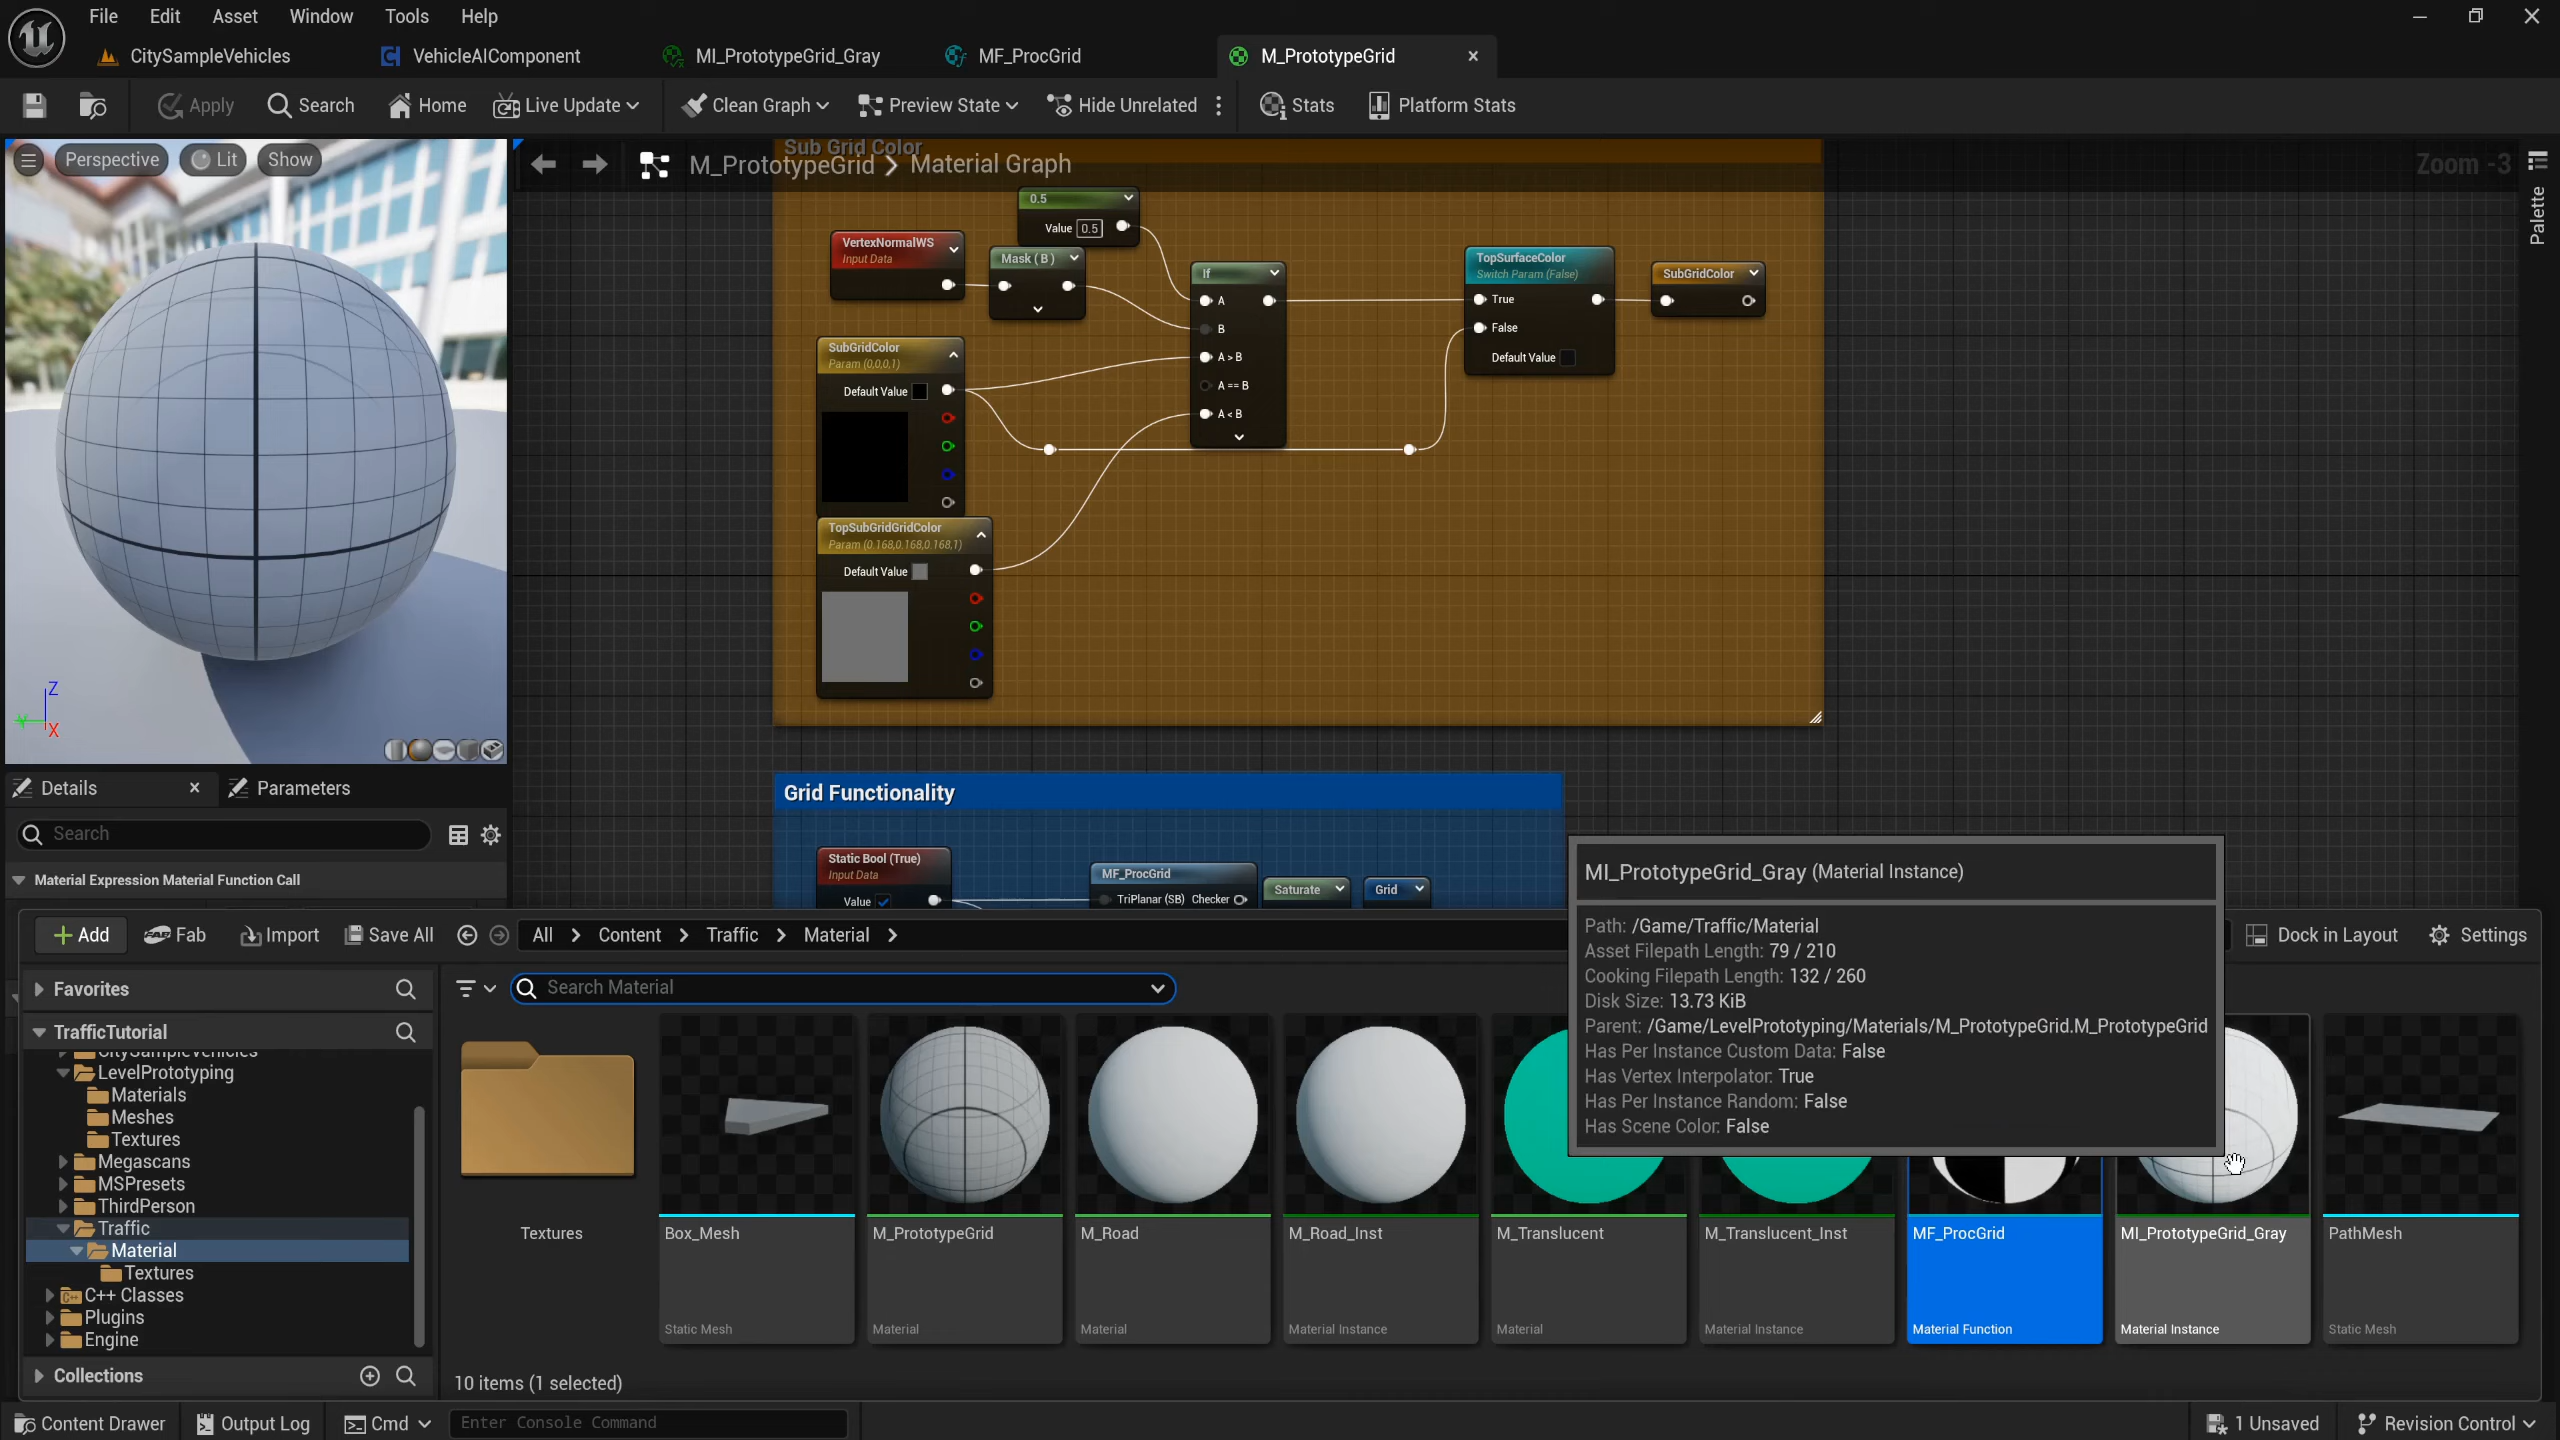 File Edit Asset Window Tools Help
CitySampleVehicles VehicleAIComponent MI_PrototypeGrid_Gray MF_ProcGrid M_PrototypeGrid
Apply Search Home Live Update Clean Graph Preview State Hide Unrelated Stats Platform Stats
Perspective Lit Show
Sub Grid Color
M_PrototypeGrid Material Graph
Zoom -3
Palette
0.5
Value 0.5
VertexNormalWS
Input Data
Mask ( B )
If
A
B
A > B
A == B
A < B
TopSurfaceColor
Switch Param (False)
True
False
Default Value
SubGridColor
SubGridColor
Param (0,0,0,1)
Default Value
TopSubGridGridColor
Param (0.168,0.168,0.168,1)
Default Value
Z
X
Details Parameters
Search
Material Expression Material Function Call
Grid Functionality
Static Bool (True)
Input Data
Value
MF_ProcGrid
TriPlanar (SB) Checker
Saturate
Grid
MI_PrototypeGrid_Gray (Material Instance)
Path: /Game/Traffic/Material
Asset Filepath Length: 79 / 210
Cooking Filepath Length: 132 / 260
Disk Size: 13.73 KiB
Parent: /Game/LevelPrototyping/Materials/M_PrototypeGrid.M_PrototypeGrid
Has Per Instance Custom Data: False
Has Vertex Interpolator: True
Has Per Instance Random: False
Has Scene Color: False
Add Fab Import Save All All Content Traffic Material Dock in Layout Settings
Favorites
Search Material
TrafficTutorial
CitySampleVehicles
LevelPrototyping
Materials
Meshes
Textures
Megascans
MSPresets
ThirdPerson
Traffic
Material
Textures
C++ Classes
Plugins
Engine
Collections
Textures
Box_Mesh
Static Mesh
M_PrototypeGrid
Material
M_Road
Material
M_Road_Inst
Material Instance
M_Translucent
Material
M_Translucent_Inst
Material Instance
MF_ProcGrid
Material Function
MI_PrototypeGrid_Gray
Material Instance
PathMesh
Static Mesh
10 items (1 selected)
Content Drawer Output Log Cmd Enter Console Command 1 Unsaved Revision Control